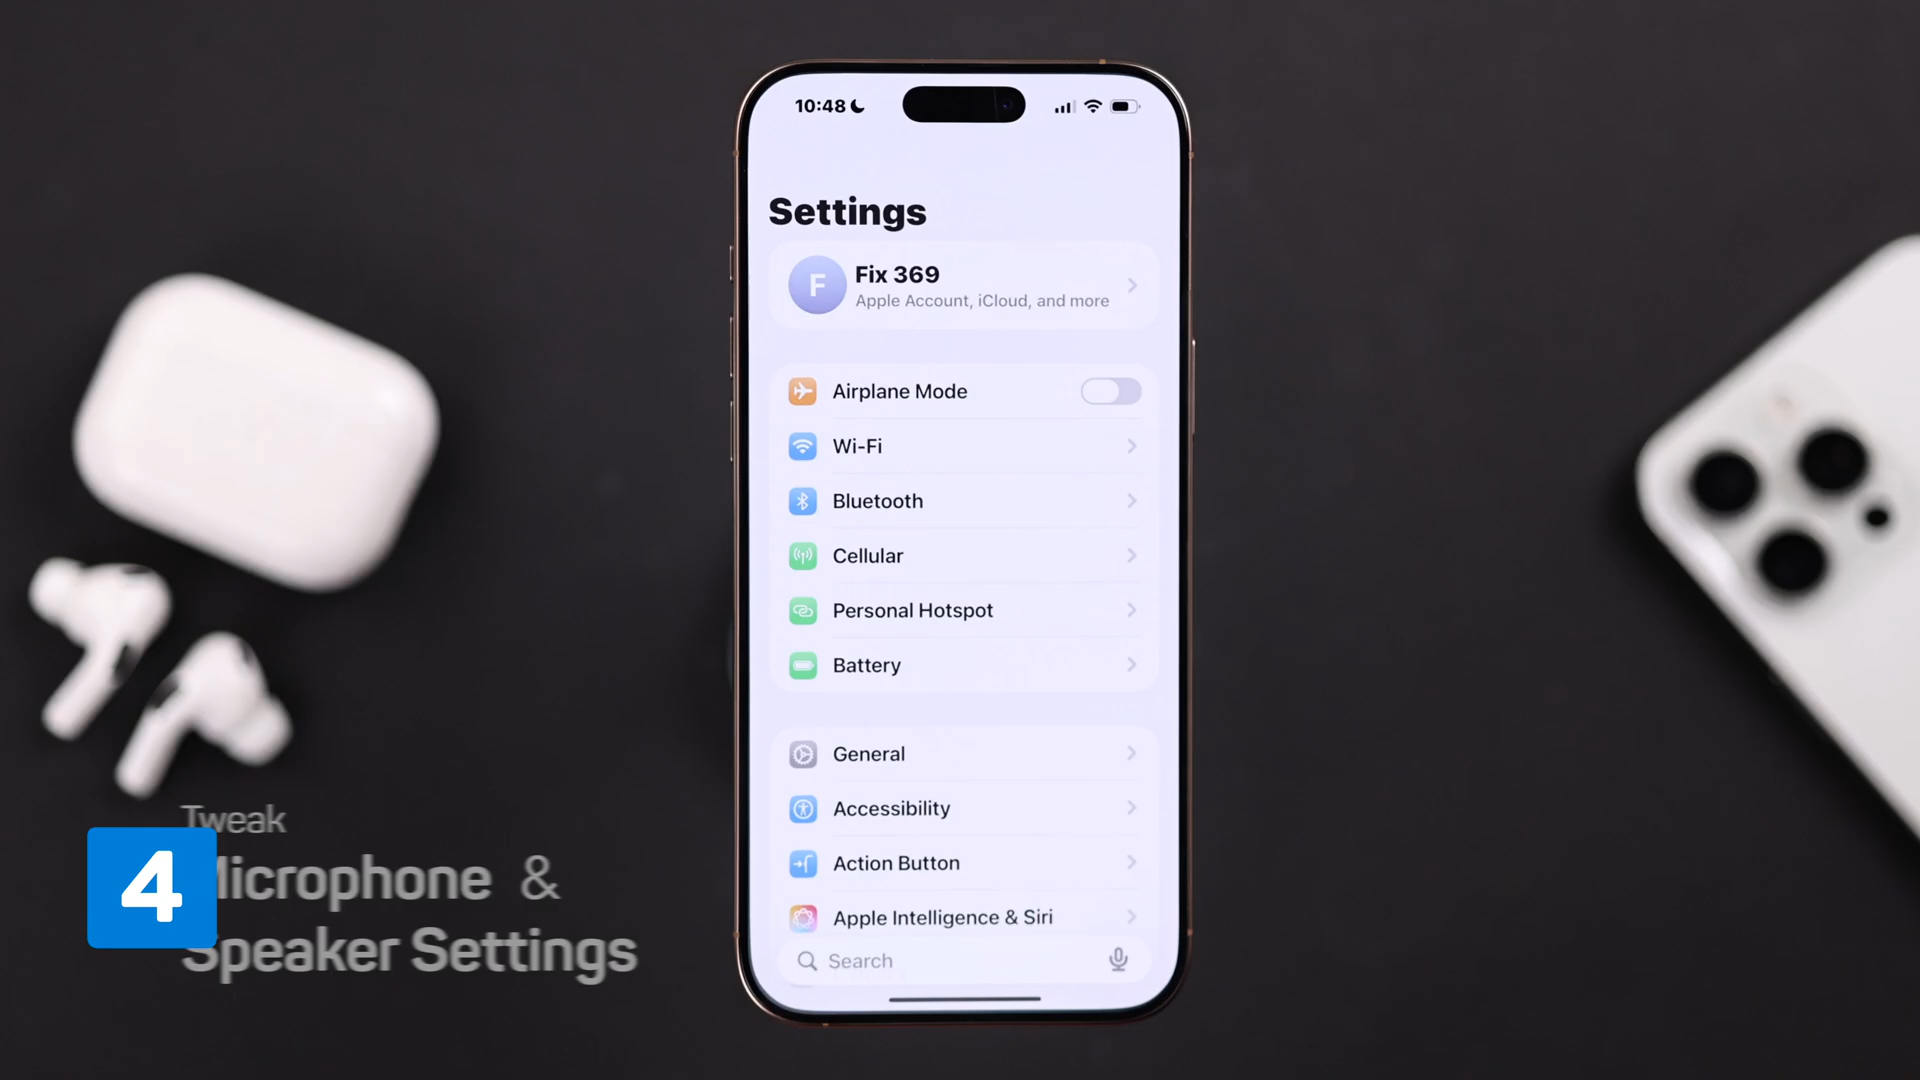 10:48
Settings
F
Fix 369
Apple Account, iCloud, and more
Airplane Mode
Wi-Fi
Bluetooth
Cellular
Personal Hotspot
Battery
General
Accessibility
Action Button
Apple Intelligence & Siri
Search
Tweak
4
Microphone &
Speaker Settings